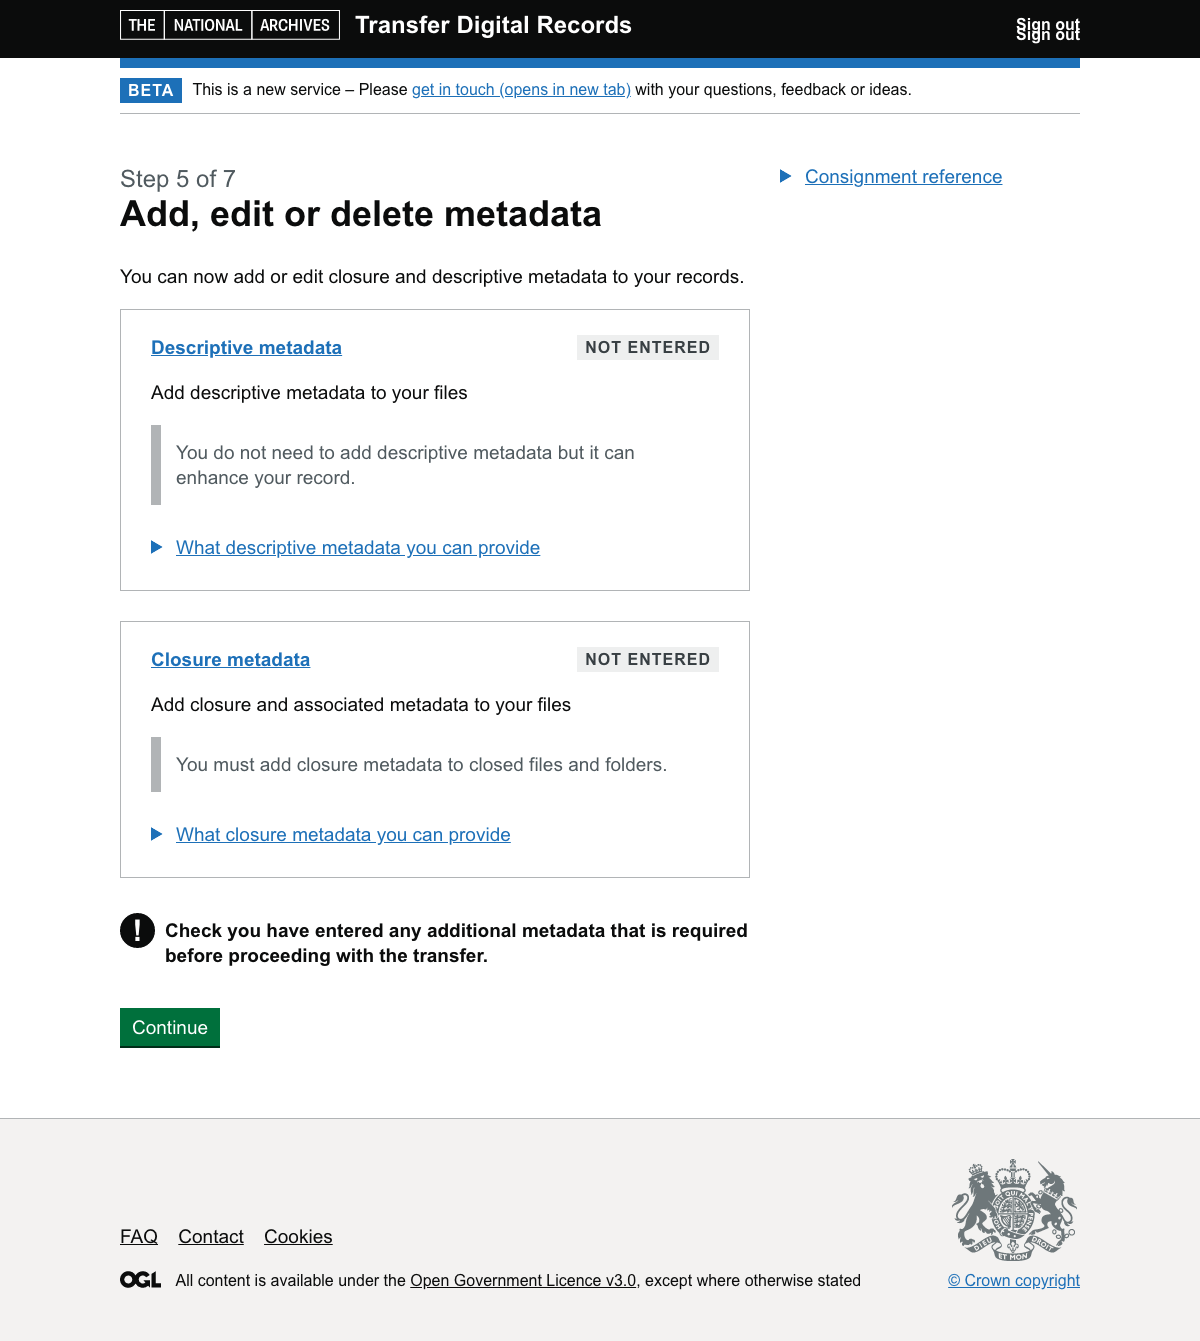 THE NATIONAL ARCHIVES Transfer Digital Records
Sign out
Sign out
BETA This is a new service – Please get in touch (opens in new tab) with your questions, feedback or ideas.
Step 5 of 7
Add, edit or delete metadata
Consignment reference
You can now add or edit closure and descriptive metadata to your records.
Descriptive metadata NOT ENTERED
Add descriptive metadata to your files
You do not need to add descriptive metadata but it can
enhance your record.
What descriptive metadata you can provide
Closure metadata NOT ENTERED
Add closure and associated metadata to your files
You must add closure metadata to closed files and folders.
What closure metadata you can provide
! Check you have entered any additional metadata that is required
before proceeding with the transfer.
Continue
DIEU ET MON DROIT
FAQ Contact Cookies
OGL All content is available under the Open Government Licence v3.0, except where otherwise stated
© Crown copyright